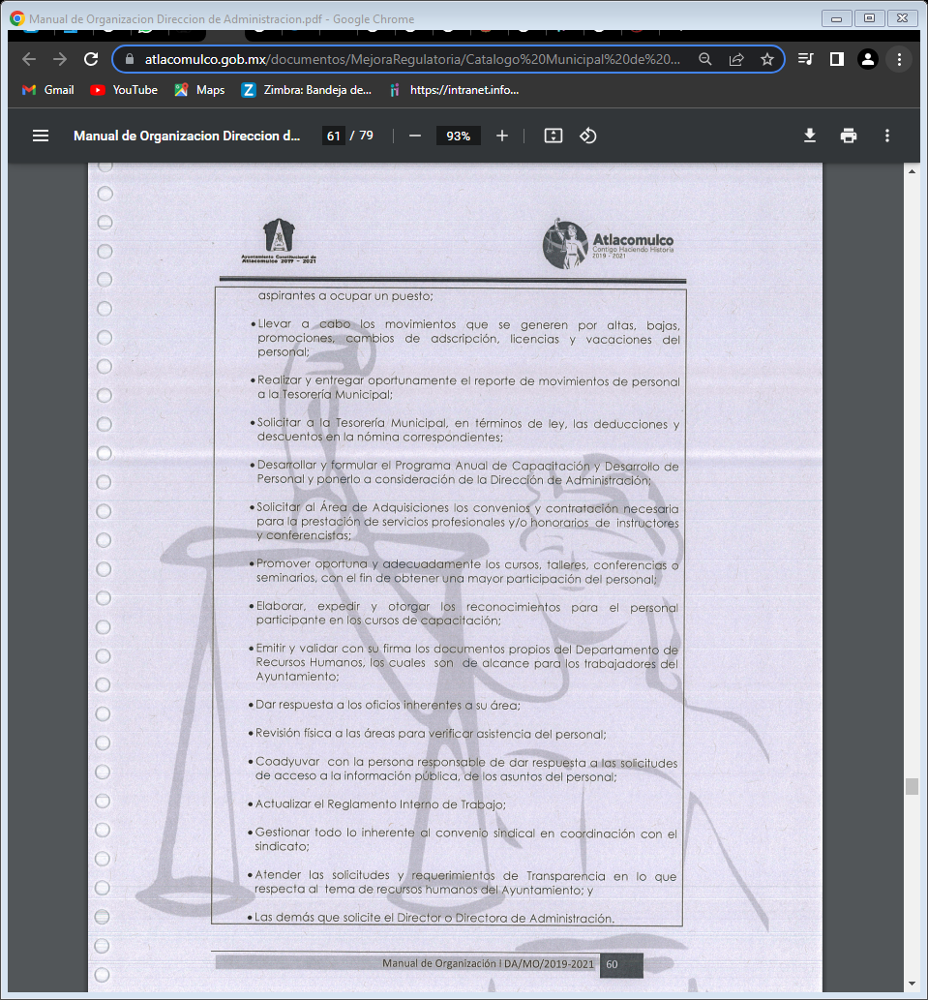 Manual de Organizacion Direccion de Administracion.pdf - Google Chrome
atlacomulco.gob.mx/documentos/MejoraRegulatoria/Catalogo%20Municipal%20de%20...
Gmail YouTube Maps Zimbra: Bandeja de... https://intranet.info...
Manual de Organizacion Direccion d... 61 / 79 − 93% +
Ayuntamiento Constitucional de
Atlacomulco 2019 - 2021
Atlacomulco
Contigo Haciendo Historia
2019 - 2021
aspirantes a ocupar un puesto;
•Llevar a cabo los movimientos que se generen por altas, bajas,
promociones, cambios de adscripción, licencias y vacaciones del
personal;
•Realizar y entregar oportunamente el reporte de movimientos de personal
a la Tesorería Municipal;
•Solicitar a la Tesorería Municipal, en términos de ley, las deducciones y
descuentos en la nómina correspondientes;
•Desarrollar y formular el Programa Anual de Capacitación y Desarrollo de
Personal y ponerlo a consideración de la Dirección de Administración;
•Solicitar al Área de Adquisiciones los convenios y contratación necesaria
para la prestación de servicios profesionales y/o honorarios de instructores
y conferencistas;
•Promover oportuna y adecuadamente los cursos, talleres, conferencias o
seminarios, con el fin de obtener una mayor participación del personal;
•Elaborar, expedir y otorgar los reconocimientos para el personal
participante en los cursos de capacitación;
•Emitir y validar con su firma los documentos propios del Departamento de
Recursos Humanos, los cuales son de alcance para los trabajadores del
Ayuntamiento;
•Dar respuesta a los oficios inherentes a su área;
•Revisión física a las áreas para verificar asistencia del personal;
•Coadyuvar con la persona responsable de dar respuesta a las solicitudes
de acceso a la información pública, de los asuntos del personal;
•Actualizar el Reglamento Interno de Trabajo;
•Gestionar todo lo inherente al convenio sindical en coordinación con el
sindicato;
•Atender las solicitudes y requerimientos de Transparencia en lo que
respecta al tema de recursos humanos del Ayuntamiento; y
•Las demás que solicite el Director o Directora de Administración.
Manual de Organización l DA/MO/2019-2021 60